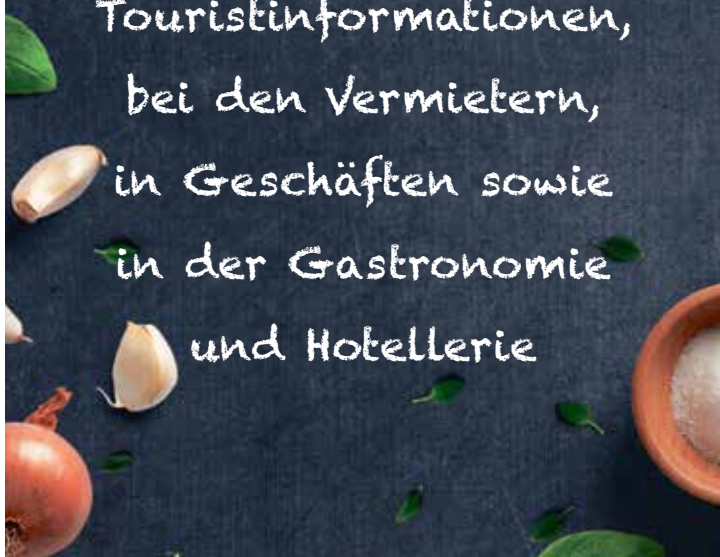 Touristinformationen,
bei den Vermietern,
in Geschäften sowie
in der Gastronomie
und Hotellerie